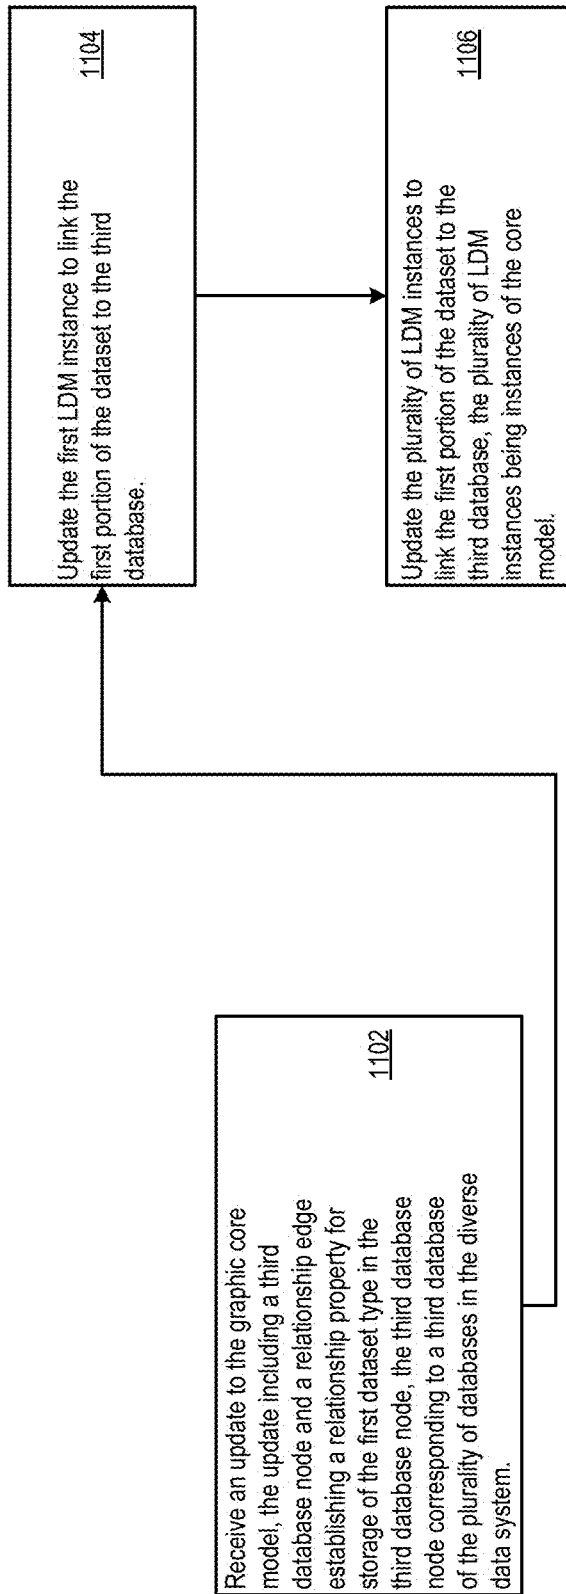 Receive an update to the graphic core
model, the update including a third
database node and a relationship edge
establishing a relationship property for
storage of the first dataset type in the
third database node, the third database
node corresponding to a third database
of the plurality of databases in the diverse
data system.
1102
Update the first LDM instance to link the
first portion of the dataset to the third
database.
1104
Update the plurality of LDM instances to
link the first portion of the dataset to the
third database, the plurality of LDM
instances being instances of the core
model.
1106